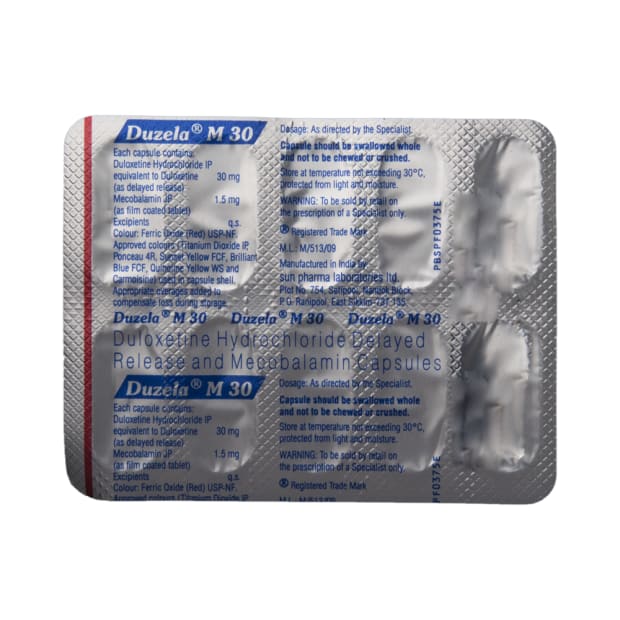 Duzela® M 30
Each capsule contains:
Duloxetine Hydrochloride IP
equivalent to Duloxetine 30 mg
(as delayed release)
Mecobalamin JP 1.5 mg
(as film coated tablet)
Excipients q.s.
Colour: Ferric Oxide (Red) USP-NF.
Approved colours (Titanium Dioxide IP,
Ponceau 4R, Sunset Yellow FCF, Brilliant
Blue FCF, Quinoline Yellow WS and
Carmoisine) used in capsule shell.
Appropriate overages added to
compensate loss during storage.
Dosage: As directed by the Specialist.
Capsule should be swallowed whole
and not to be chewed or crushed.
Store at temperature not exceeding 30°C,
protected from light and moisture.
WARNING: To be sold by retail on
the prescription of a Specialist only.
® Registered Trade Mark
M.L.: M/513/09
Manufactured in India by
sun pharma laboratories ltd.
Plot No. 754, Setipool, Namlok Block,
P.O. Ranipool, East Sikkim-737 135.
PBSPF0375E
Duzela® M 30 Duzela® M 30 Duzela® M 30
Duloxetine Hydrochloride Delayed
Release and Mecobalamin Capsules
Duzela® M 30
Each capsule contains:
Duloxetine Hydrochloride IP
equivalent to Duloxetine 30 mg
(as delayed release)
Mecobalamin JP 1.5 mg
(as film coated tablet)
Excipients q.s.
Colour: Ferric Oxide (Red) USP-NF.
Approved colours (Titanium Dioxide IP,
Dosage: As directed by the Specialist.
Capsule should be swallowed whole
and not to be chewed or crushed.
Store at temperature not exceeding 30°C,
protected from light and moisture.
WARNING: To be sold by retail on
the prescription of a Specialist only.
® Registered Trade Mark
M.L.: M/513/09
PF0375E